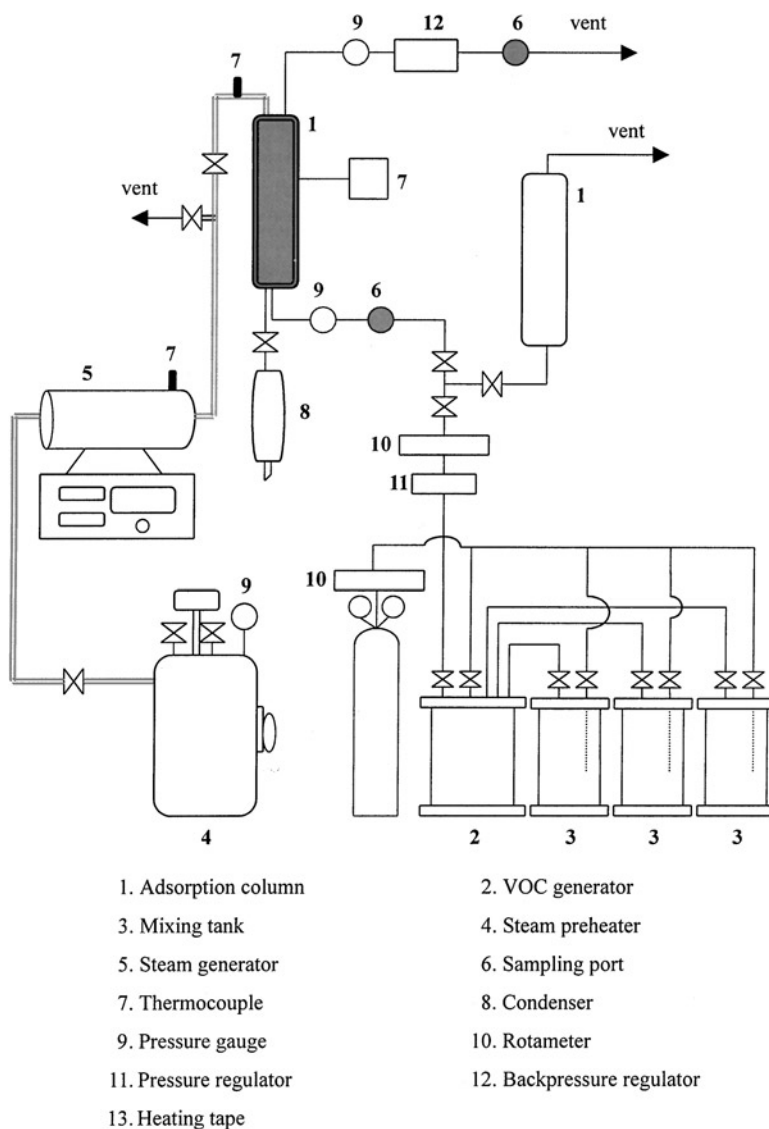 9 12 6 vent
7
1
vent
7
vent
1
9 6
7
5
8
10
11
9
10
4 2 3 3 3
1. Adsorption column 2. VOC generator
3. Mixing tank 4. Steam preheater
5. Steam generator 6. Sampling port
7. Thermocouple 8. Condenser
9. Pressure gauge 10. Rotameter
11. Pressure regulator 12. Backpressure regulator
13. Heating tape